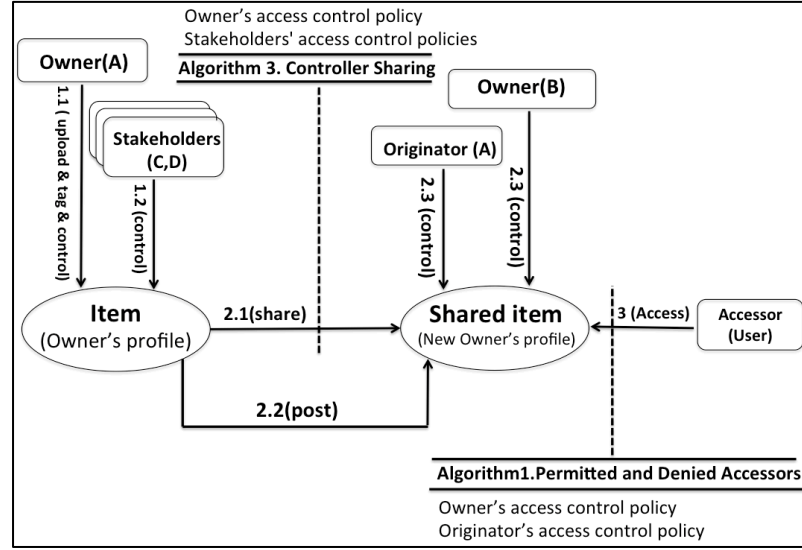 Owner's access control policy
Stakeholders' access control policies
Algorithm 3. Controller Sharing
Owner(A)
Owner(B)
1.1 ( upload & tag & control)
Stakeholders
(C,D)
Originator (A)
1.2 (control)
2.3 (control)
2.3 (control)
Item
(Owner's profile)
2.1(share)
Shared item
(New Owner's profile)
3 (Access)
Accessor
(User)
2.2(post)
Algorithm1.Permitted and Denied Accessors
Owner's access control policy
Originator's access control policy